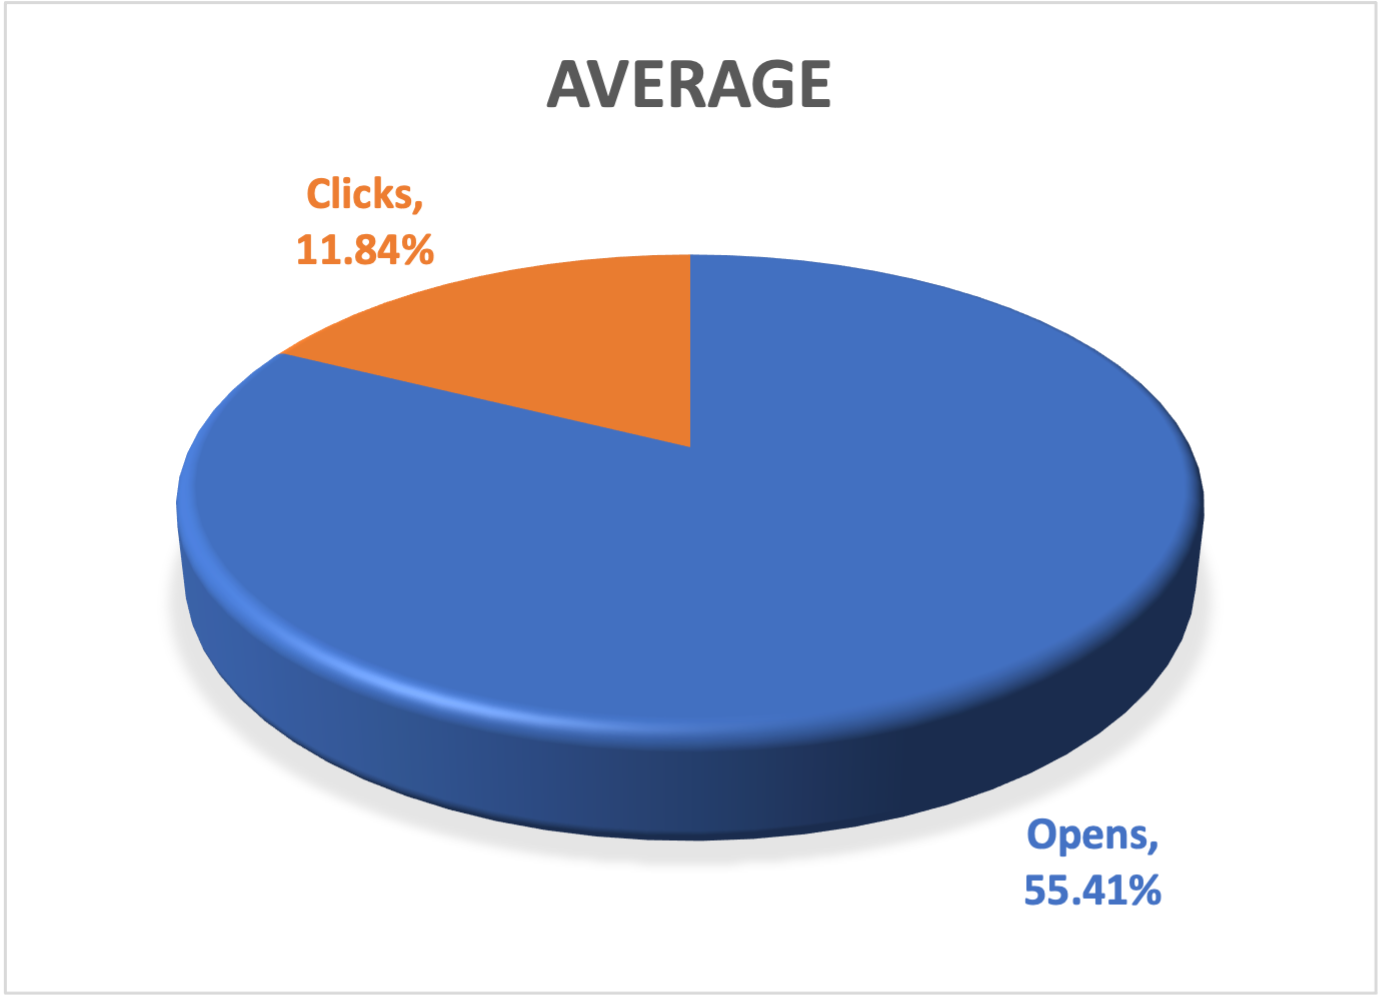 AVERAGE
Clicks,
11.84%
Opens,
55.41%